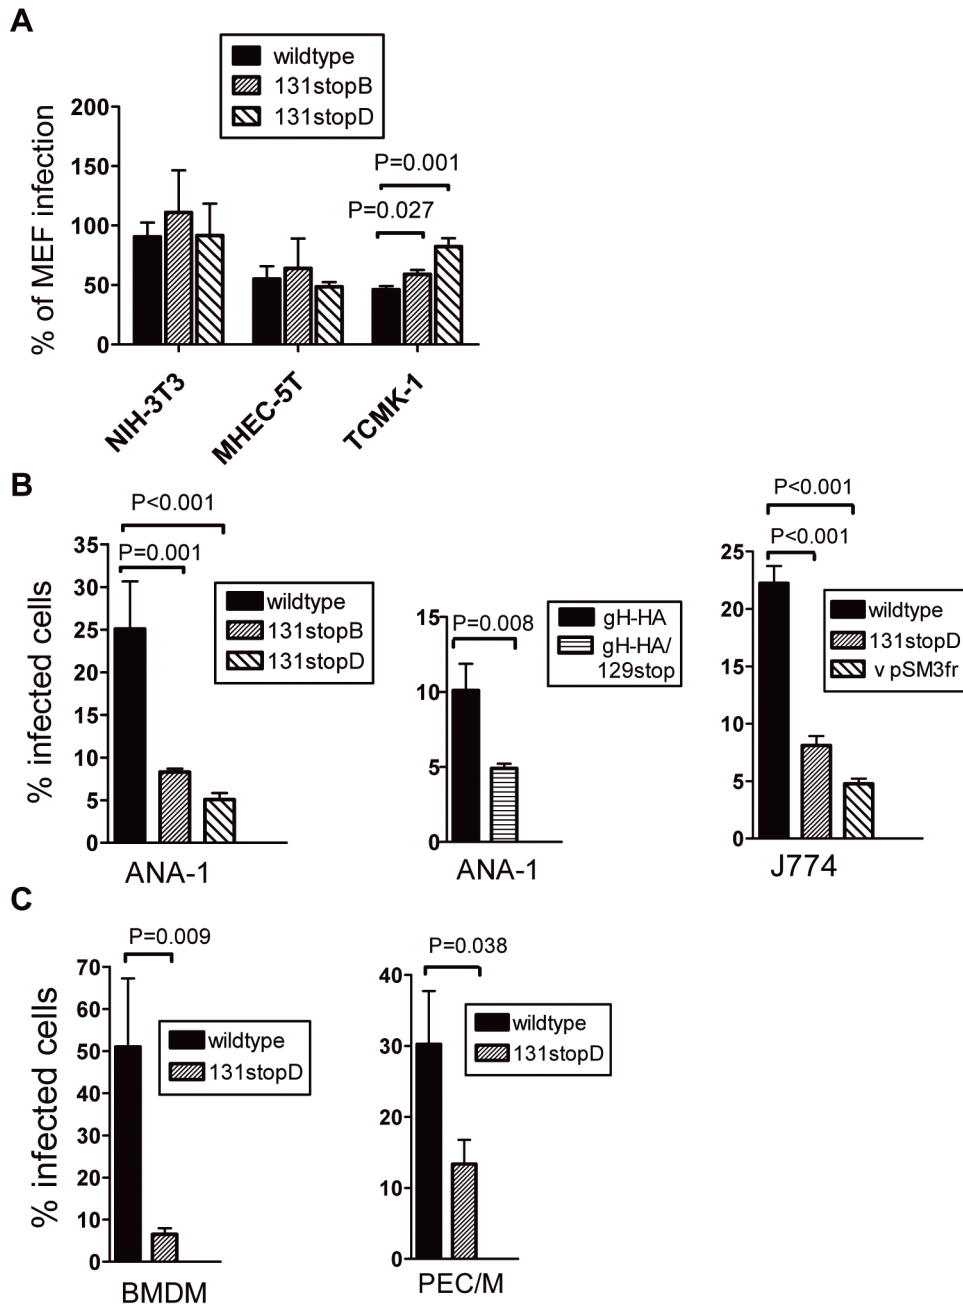 A
wildtype
131stopB
131stopD
% of MEF infection
200
150
100
50
0
P=0.001
P=0.027
NIH-3T3
MHEC-5T
TCMK-1
B
% infected cells
P<0.001
P=0.001
35
30
25
20
15
10
5
0
wildtype
131stopB
131stopD
ANA-1
15
10
5
0
P=0.008
gH-HA
gH-HA/
129stop
ANA-1
P<0.001
P<0.001
25
20
15
10
5
0
wildtype
131stopD
v pSM3fr
J774
C
% infected cells
P=0.009
70
60
50
40
30
20
10
0
wildtype
131stopD
BMDM
P=0.038
40
30
20
10
0
wildtype
131stopD
PEC/M